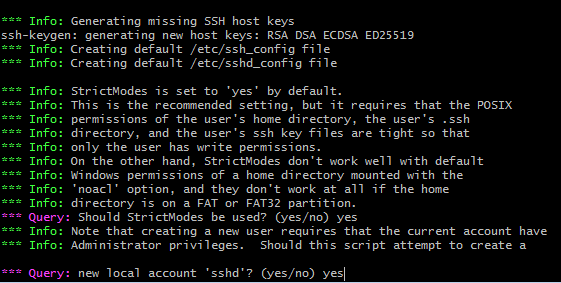 *** Info: Generating missing SSH host keys
ssh-keygen: generating new host keys: RSA DSA ECDSA ED25519
*** Info: Creating default /etc/ssh_config file
*** Info: Creating default /etc/sshd_config file
*** Info: StrictModes is set to 'yes' by default.
*** Info: This is the recommended setting, but it requires that the POSIX
*** Info: permissions of the user's home directory, the user's .ssh
*** Info: directory, and the user's ssh key files are tight so that
*** Info: only the user has write permissions.
*** Info: On the other hand, StrictModes don't work well with default
*** Info: Windows permissions of a home directory mounted with the
*** Info: 'noacl' option, and they don't work at all if the home
*** Info: directory is on a FAT or FAT32 partition.
*** Query: Should StrictModes be used? (yes/no) yes
*** Info: Note that creating a new user requires that the current account have
*** Info: Administrator privileges.  Should this script attempt to create a
*** Query: new local account 'sshd'? (yes/no) yes